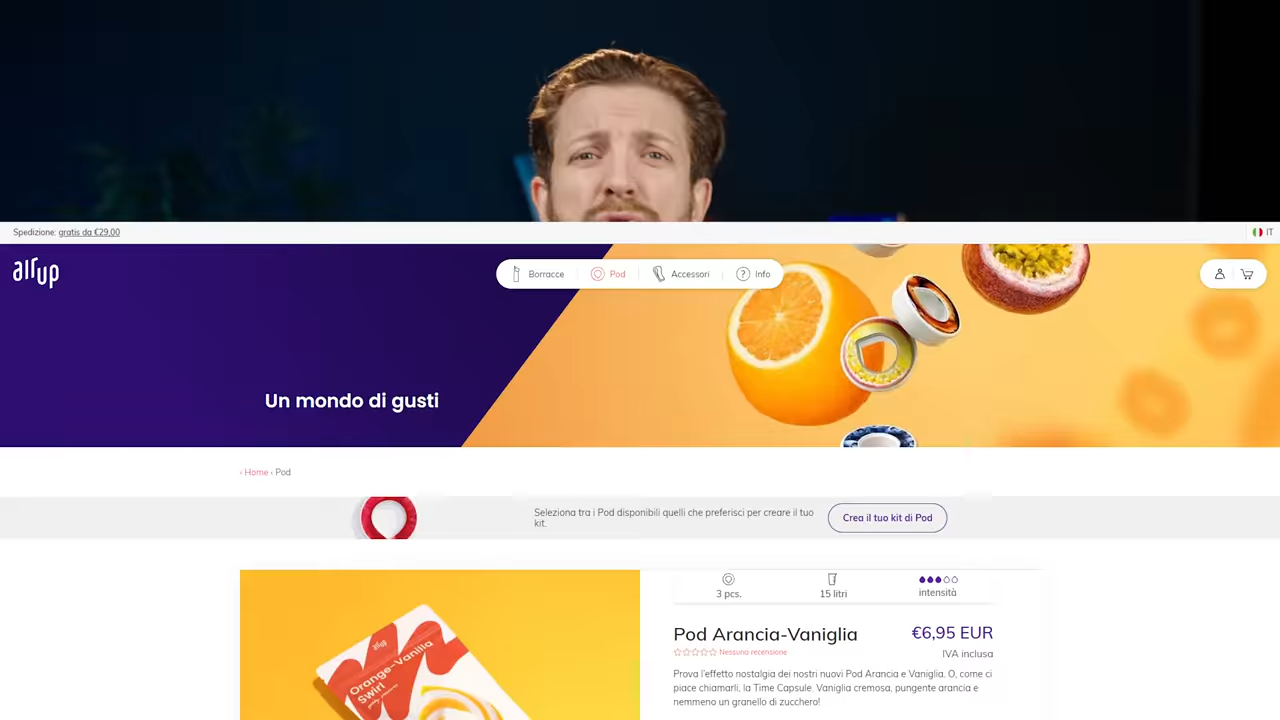 Spedizione: gratis da €29,00
IT
air up
Borracce
Pod
Accessori
? Info
Un mondo di gusti
‹ Home ‹ Pod
Seleziona tra i Pod disponibili quelli che preferisci per creare il tuo
kit.
Crea il tuo kit di Pod
3 pcs.
15 litri
intensità
air up
Orange-Vanilla
Swirl
Pod Arancia-Vaniglia
€6,95 EUR
Nessuna recensione
IVA inclusa
Prova l'effetto nostalgia dei nostri nuovi Pod Arancia e Vaniglia. O, come ci
piace chiamarli, la Time Capsule. Vaniglia cremosa, pungente arancia e
nemmeno un granello di zucchero!